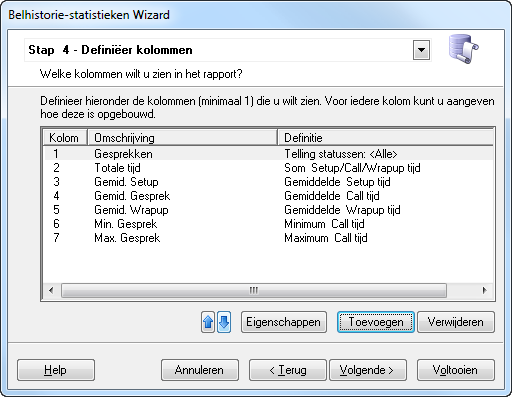 Belhistorie-statistieken Wizard
Stap 4 - Definiëer kolommen
Welke kolommen wilt u zien in het rapport?
Definieer hieronder de kolommen (minimaal 1) die u wilt zien. Voor iedere kolom kunt u aangeven
hoe deze is opgebouwd.
Kolom Omschrijving Definitie
1 Gesprekken Telling statussen: <Alle>
2 Totale tijd Som Setup/Call/Wrapup tijd
3 Gemid. Setup Gemiddelde Setup tijd
4 Gemid. Gesprek Gemiddelde Call tijd
5 Gemid. Wrapup Gemiddelde Wrapup tijd
6 Min. Gesprek Minimum Call tijd
7 Max. Gesprek Maximum Call tijd
Eigenschappen Toevoegen Verwijderen
Help Annuleren < Terug Volgende > Voltooien